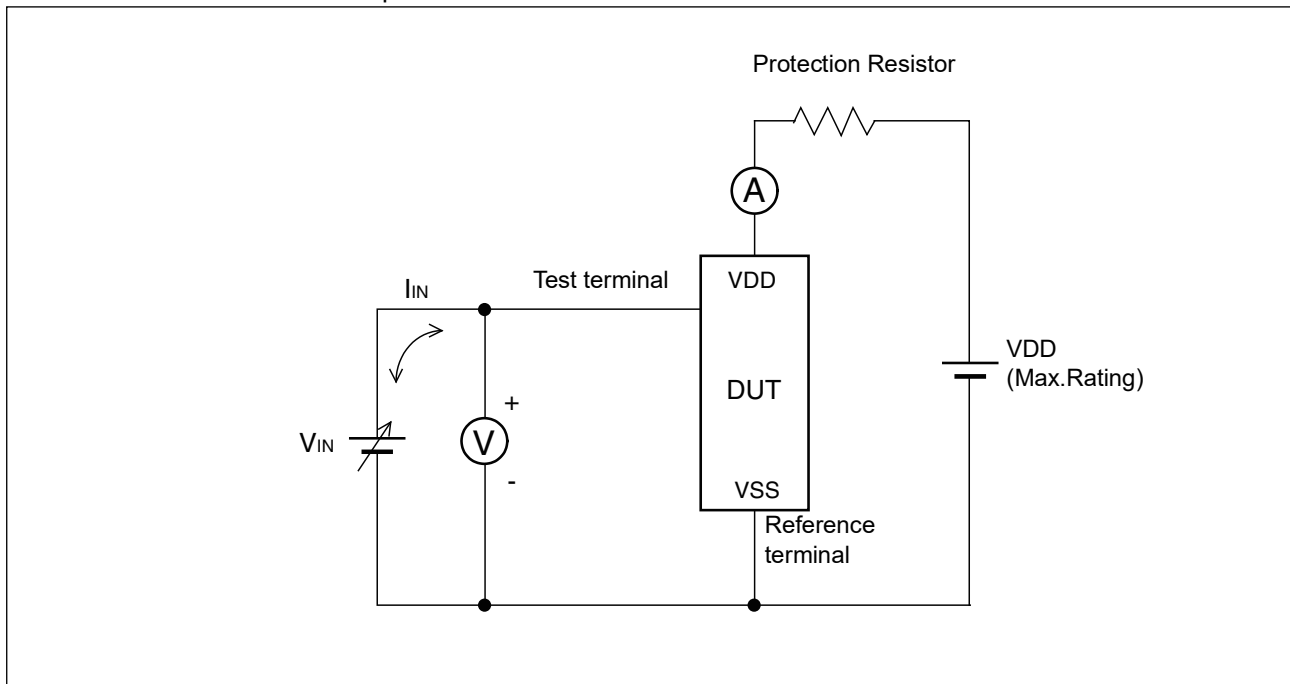 Protection Resistor
A
Test terminal
VDD
IIN
VDD
(Max.Rating)
DUT
+
VIN
V
-
VSS
Reference
terminal